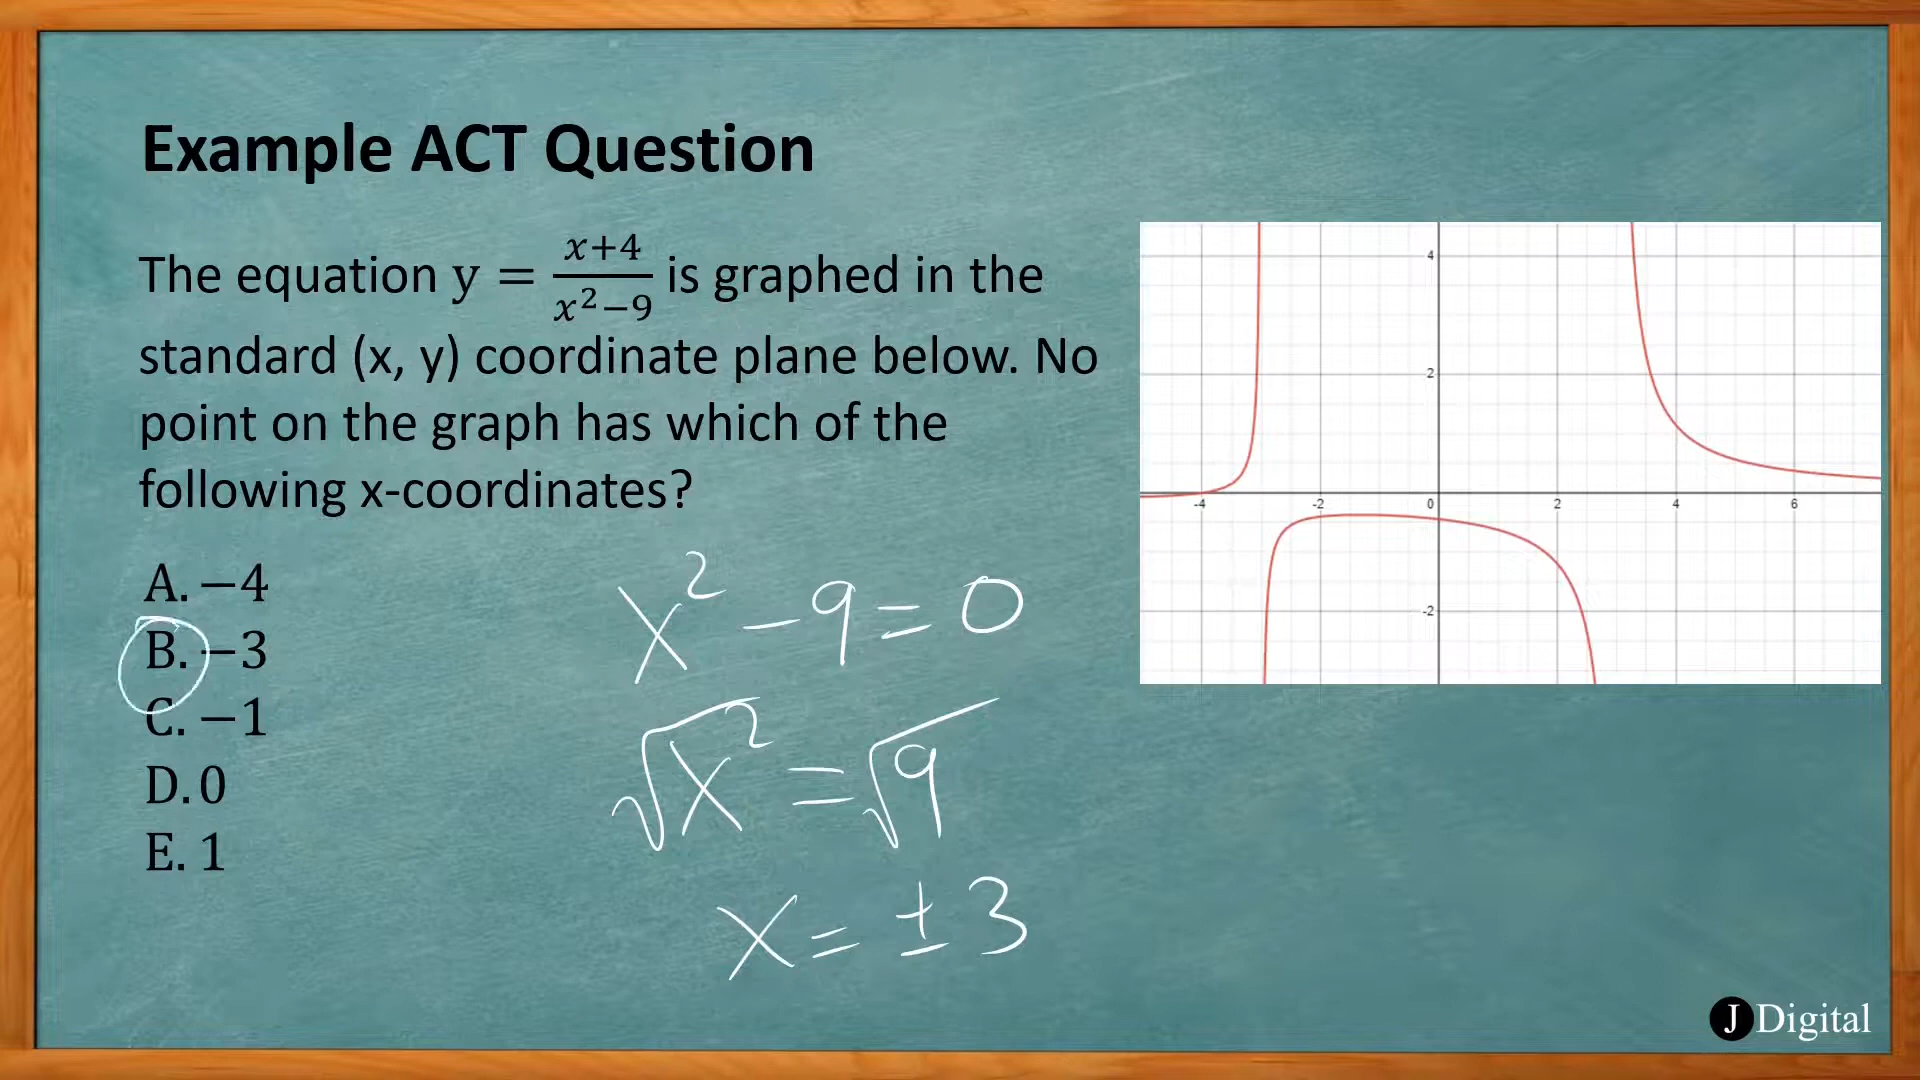 Example ACT Question
The equation y = \frac{x+4}{x^2-9} is graphed in the
standard (x, y) coordinate plane below. No
point on the graph has which of the
following x-coordinates?
A. −4
B. −3
C. −1
D. 0
E. 1
x² − 9 = 0
√x² = √9
x = ± 3
4
2
-4 -2 0 2 4 6
-2
J Digital